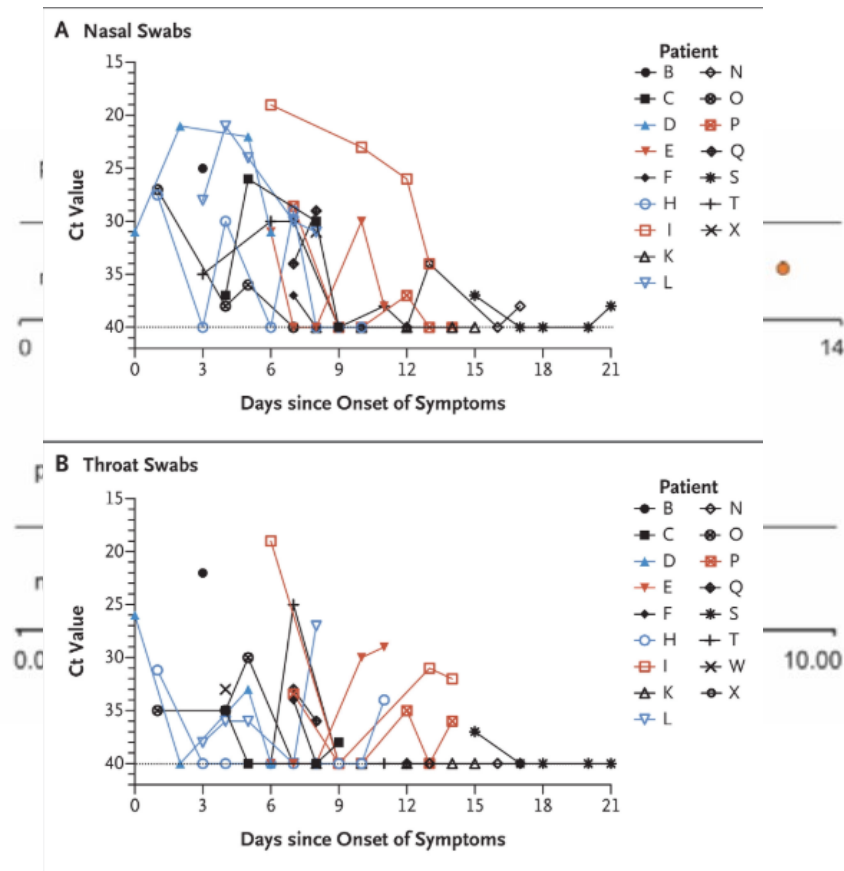 A Nasal Swabs
Patient
B N
C O
D P
E Q
F S
H T
I X
K
L
Ct Value
15
20
25
30
35
40
0 3 6 9 12 15 18 21
Days since Onset of Symptoms
0
14
B Throat Swabs
Patient
B N
C O
D P
E Q
F S
H T
I W
K X
L
Ct Value
15
20
25
30
35
40
0 3 6 9 12 15 18 21
Days since Onset of Symptoms
10.00